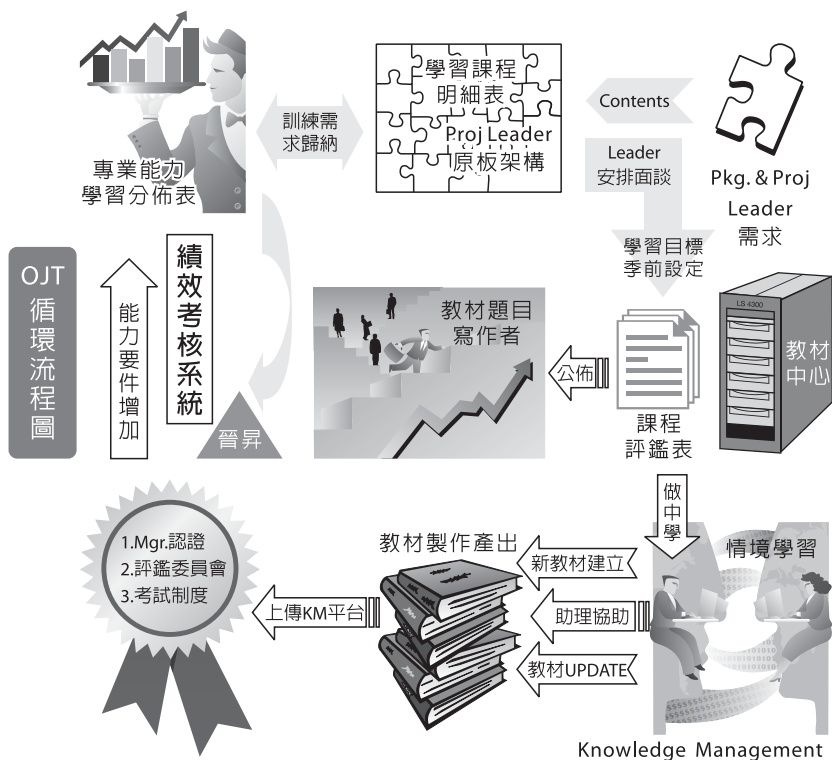 專業能力
學習分佈表
訓練需
求歸納
學習課程
明細表
Proj Leader
原板架構
Contents
Leader
安排面談
Pkg. & Proj
Leader
需求
OJT
循環流程圖
能力要件增加
績效考核系統
晉昇
教材題目
寫作者
公佈
學習目標
季前設定
課程
評鑑表
LS 4300
教材
中心
做中學
情境學習
1.Mgr.認證
2.評鑑委員會
3.考試制度
上傳KM平台
教材製作產出
新教材建立
助理協助
教材UPDATE
Knowledge Management